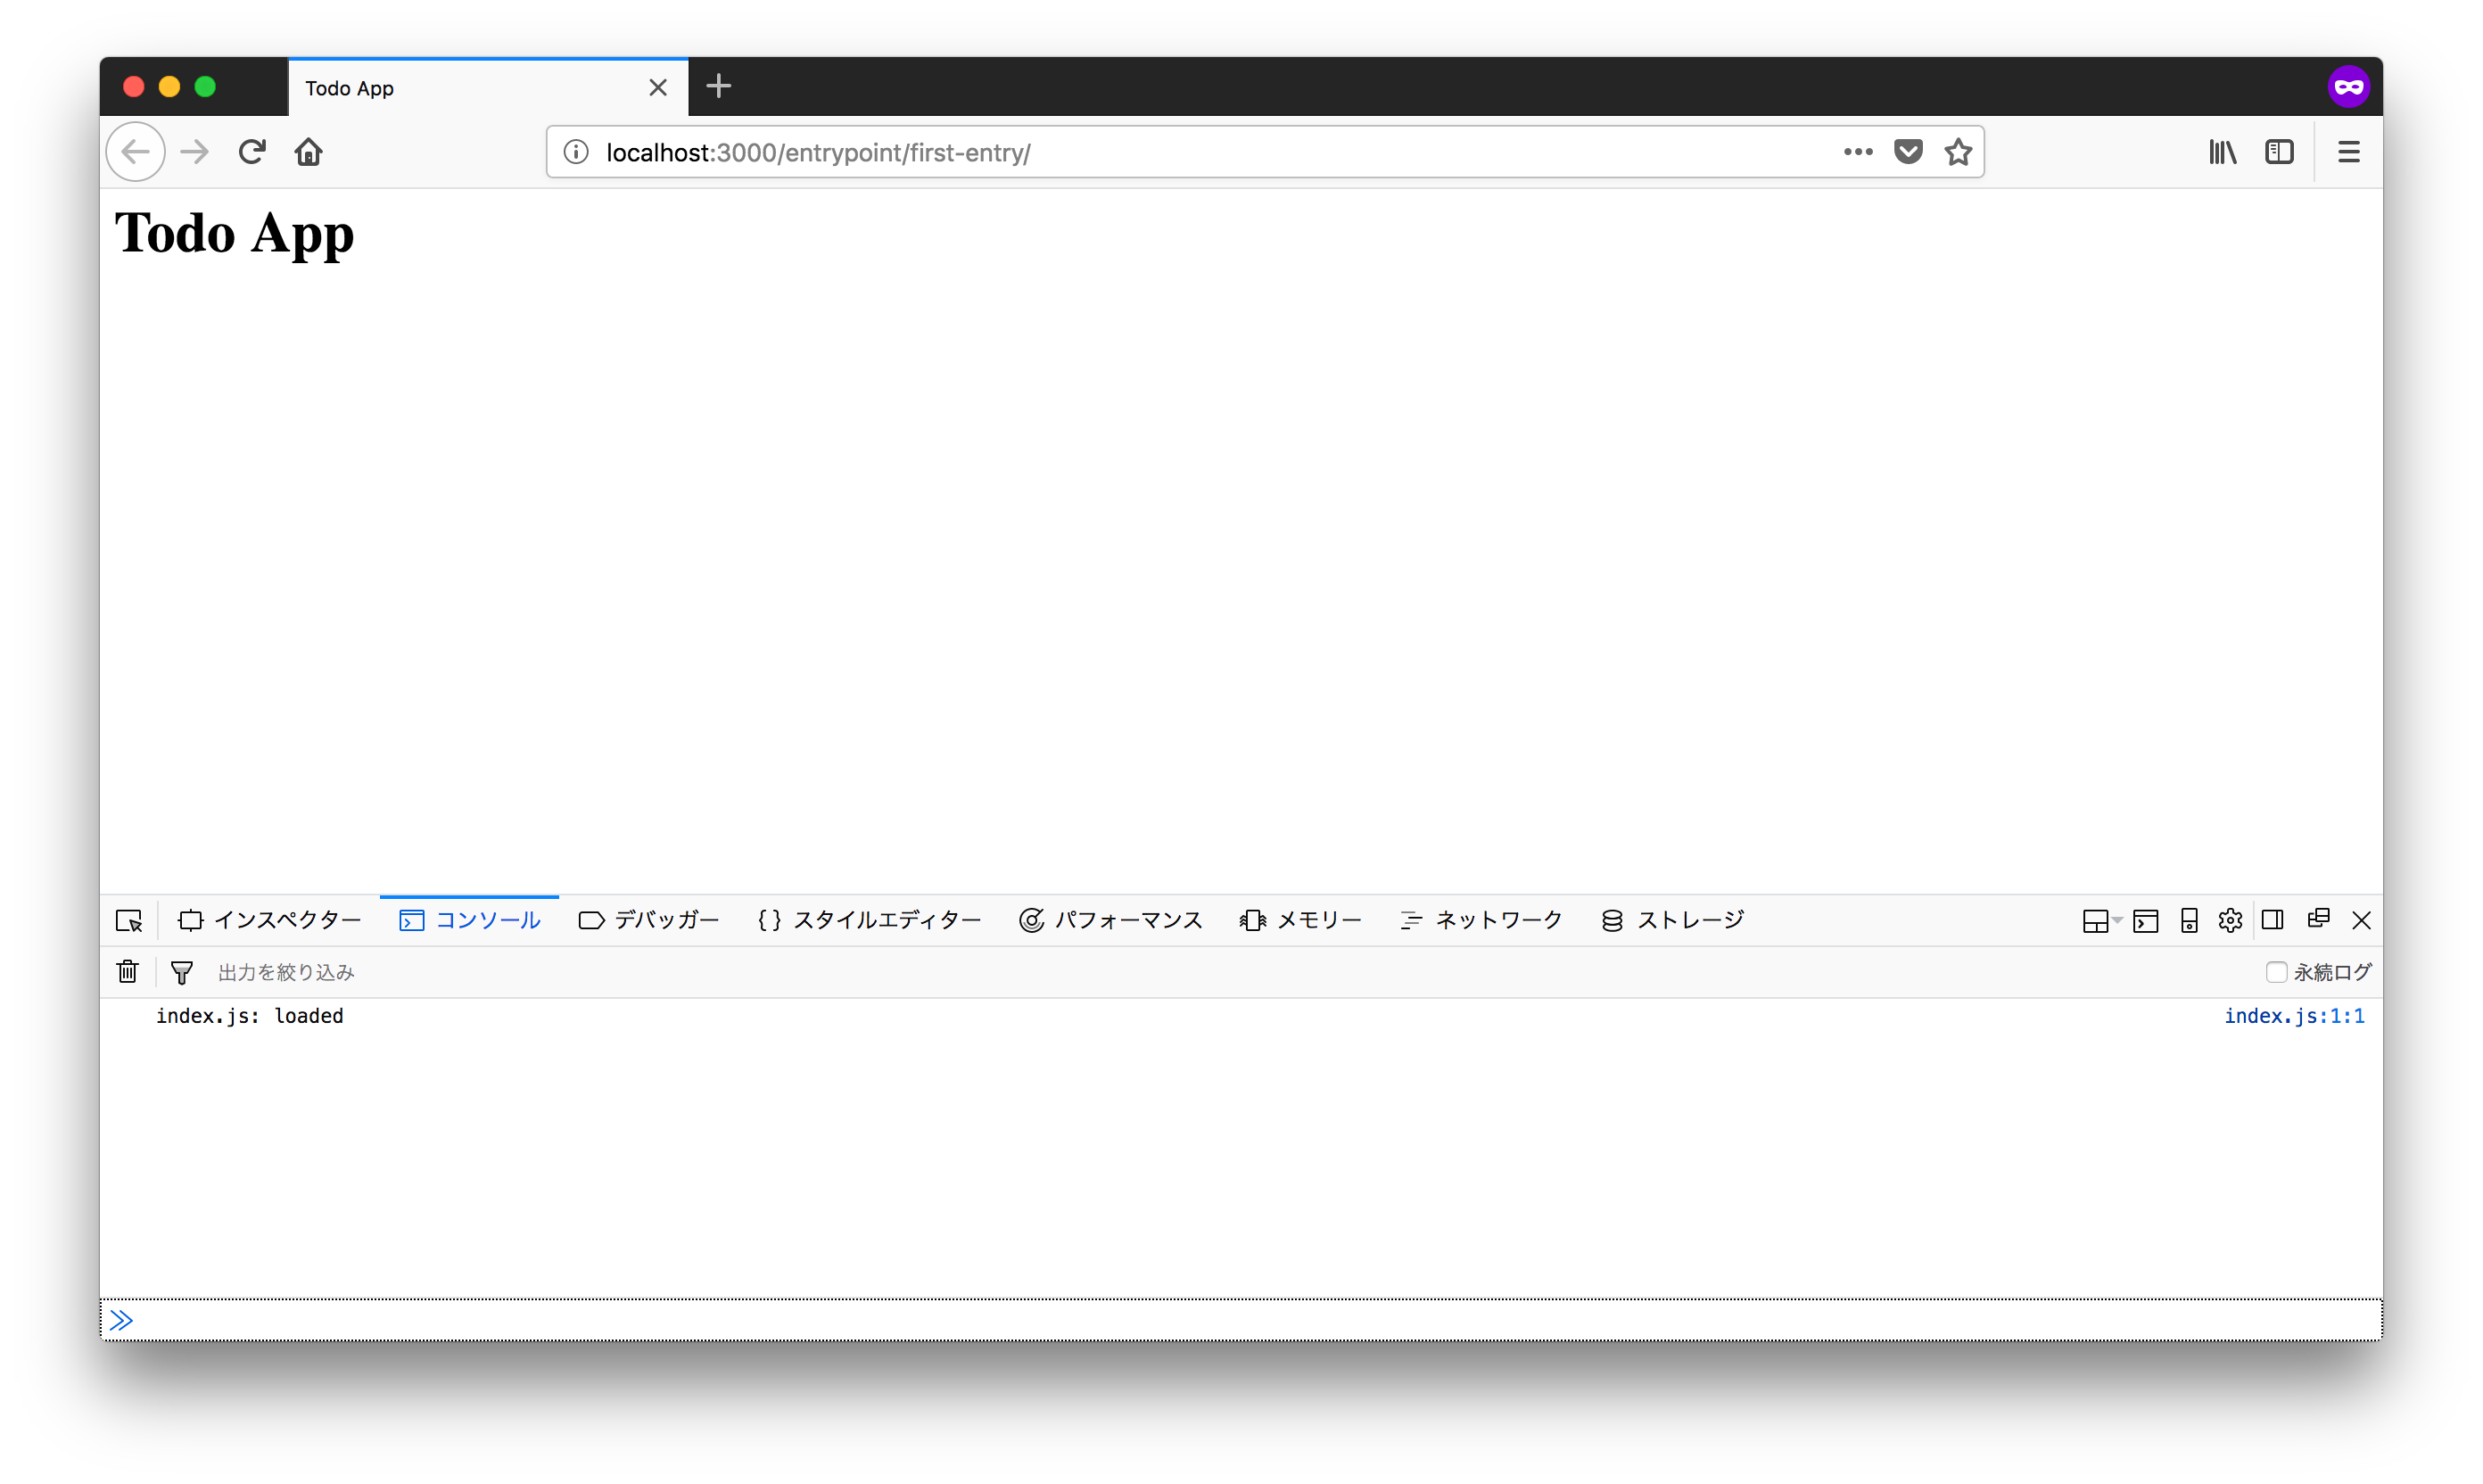 Todo App
localhost:3000/entrypoint/first-entry/
Todo App
インスペクター コンソール デバッガー スタイルエディター パフォーマンス メモリー ネットワーク ストレージ
出力を絞り込み 永続ログ
index.js: loaded index.js:1:1